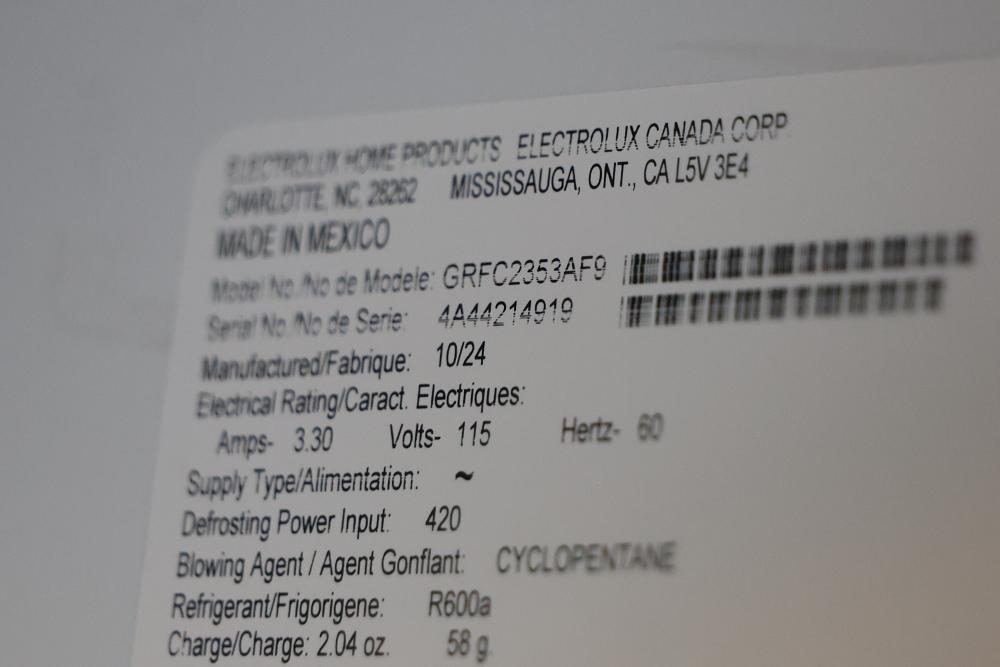 ELECTROLUX HOME PRODUCTS ELECTROLUX CANADA CORP.
CHARLOTTE, NC, 28262 MISSISSAUGA, ONT., CA L5V 3E4
MADE IN MEXICO
Model No./No de Modele: GRFC2353AF9
Serial No./No de Serie: 4A44214919
Manufactured/Fabrique: 10/24
Electrical Rating/Caract. Electriques:
Amps- 3.30 Volts- 115 Hertz- 60
Supply Type/Alimentation: ~
Defrosting Power Input: 420
Blowing Agent / Agent Gonflant: CYCLOPENTANE
Refrigerant/Frigorigene: R600a
Charge/Charge: 2.04 oz. 58 g.